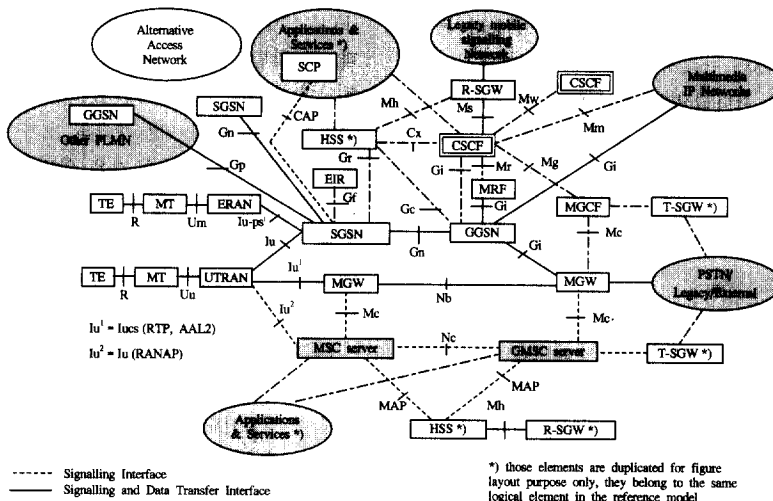 Alternative
Access
Network
Applications &
Services *)
SCP
Legacy mobile
signalling
Network
R-SGW
CSCF
Multimedia
IP Networks
GGSN
Other PLMN
SGSN
Gn
CAP
Mh
Ms
Mw
Mm
HSS *)
Cx
CSCF
Gr
Gi
Mr
Mg
Gi
Gp
EIR
Gf
MRF
Gi
Gc
MGCF
T-SGW *)
TE
MT
ERAN
R
Um
Iu-ps
SGSN
GGSN
Gn
Mc
Iu
Gi
TE
MT
UTRAN
Iu¹
MGW
MGW
PSTN/
Legacy/External
R
Uu
Nb
Iu²
Mc
Mc
Iu¹ = Iucs (RTP, AAL2)
Iu² = Iu (RANAP)
MSC server
Nc
GMSC server
T-SGW *)
MAP
MAP
Applications
& Services *)
Mh
HSS *)
R-SGW *)
Signalling Interface
Signalling and Data Transfer Interface
*) those elements are duplicated for figure
layout purpose only, they belong to the same
logical element in the reference model